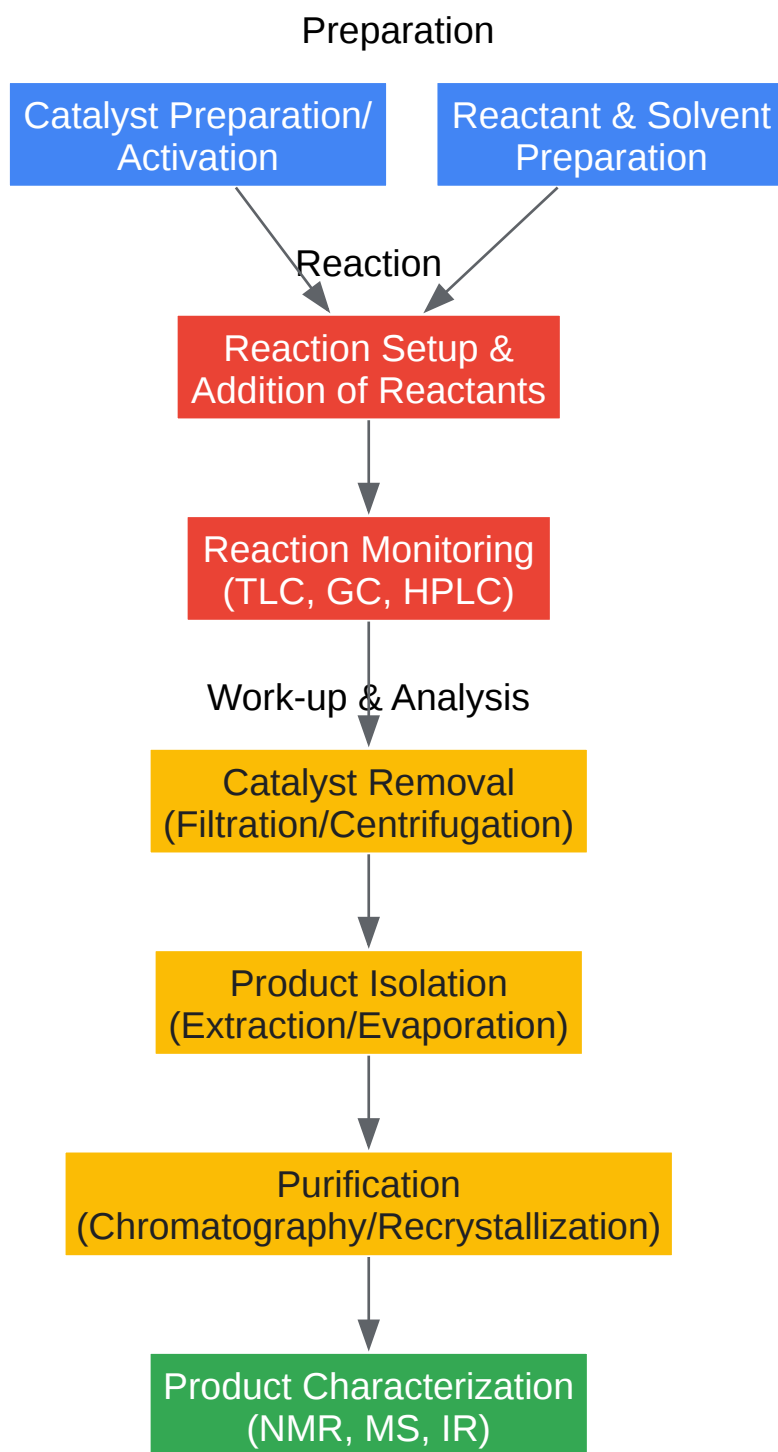 Preparation
Catalyst Preparation/
Activation
Reactant & Solvent
Preparation
Reaction
Reaction Setup &
Addition of Reactants
Reaction Monitoring
(TLC, GC, HPLC)
Work-up & Analysis
Catalyst Removal
(Filtration/Centrifugation)
Product Isolation
(Extraction/Evaporation)
Purification
(Chromatography/Recrystallization)
Product Characterization
(NMR, MS, IR)